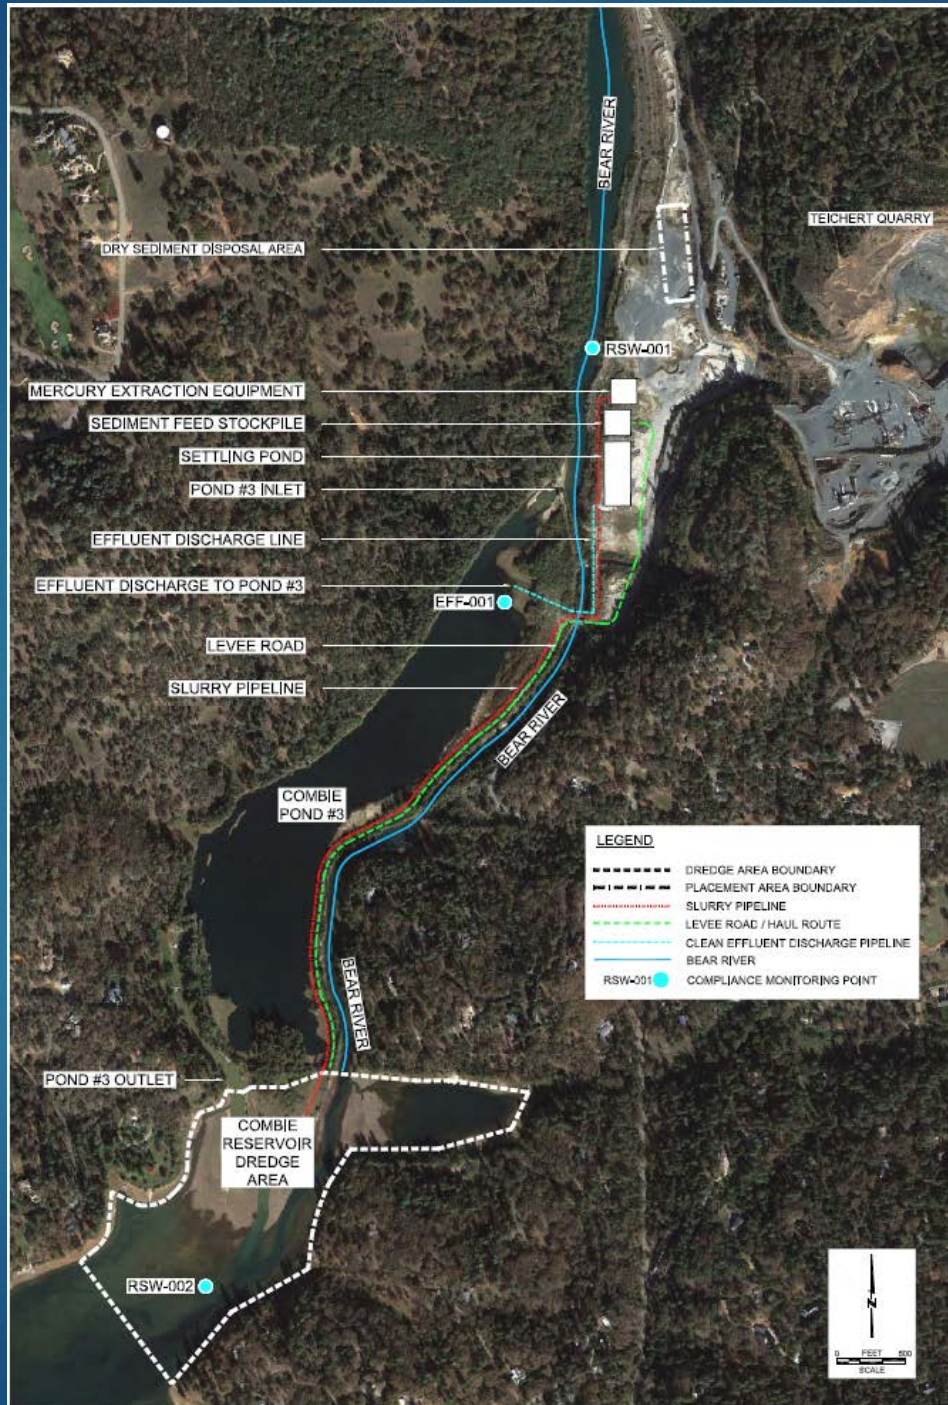 BEAR RIVER
TEICHERT QUARRY
DRY SEDIMENT DISPOSAL AREA
RSW-001
MERCURY EXTRACTION EQUIPMENT
SEDIMENT FEED STOCKPILE
SETTLING POND
POND #3 INLET
EFFLUENT DISCHARGE LINE
EFFLUENT DISCHARGE TO POND #3
EFF-001
LEVEE ROAD
SLURRY PIPELINE
BEAR RIVER
COMBIE
POND #3
LEGEND
DREDGE AREA BOUNDARY
PLACEMENT AREA BOUNDARY
SLURRY PIPELINE
LEVEE ROAD / HAUL ROUTE
CLEAN EFFLUENT DISCHARGE PIPELINE
BEAR RIVER
RSW-001 COMPLIANCE MONITORING POINT
BEAR RIVER
POND #3 OUTLET
COMBIE
RESERVOIR
DREDGE
AREA
RSW-002
N
0 FEET 500
SCALE